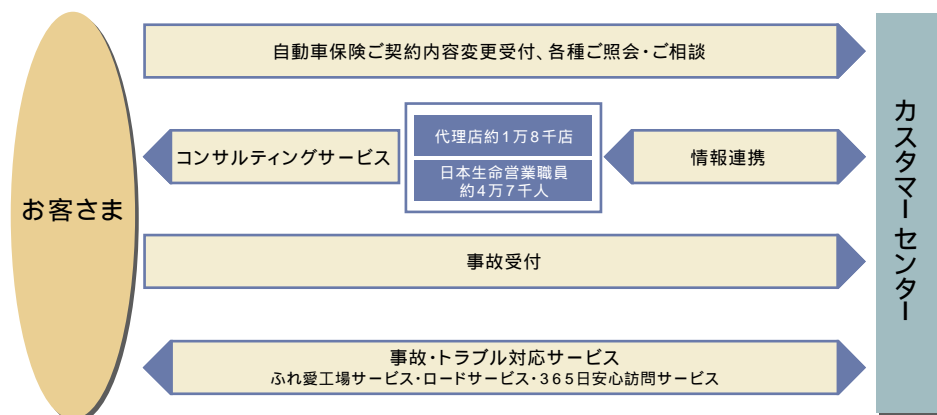 自動車保険ご契約内容変更受付、各種ご照会・ご相談
お客さま
コンサルティングサービス
代理店約1万8千店
日本生命営業職員
約4万7千人
情報連携
カスタマーセンター
事故受付
事故・トラブル対応サービス
ふれ愛工場サービス・ロードサービス・365日安心訪問サービス